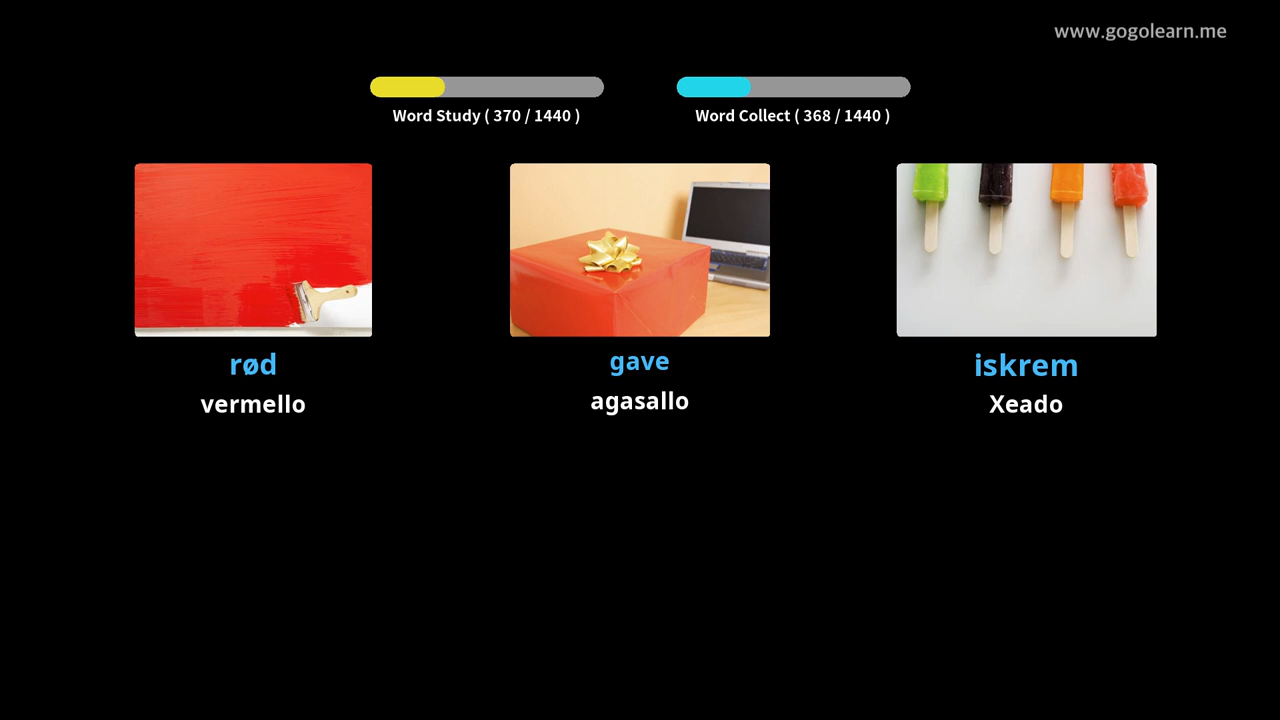 www.gogolearn.me
Word Study ( 370 / 1440 )
Word Collect ( 368 / 1440 )
rød
vermello
gave
agasallo
iskrem
Xeado